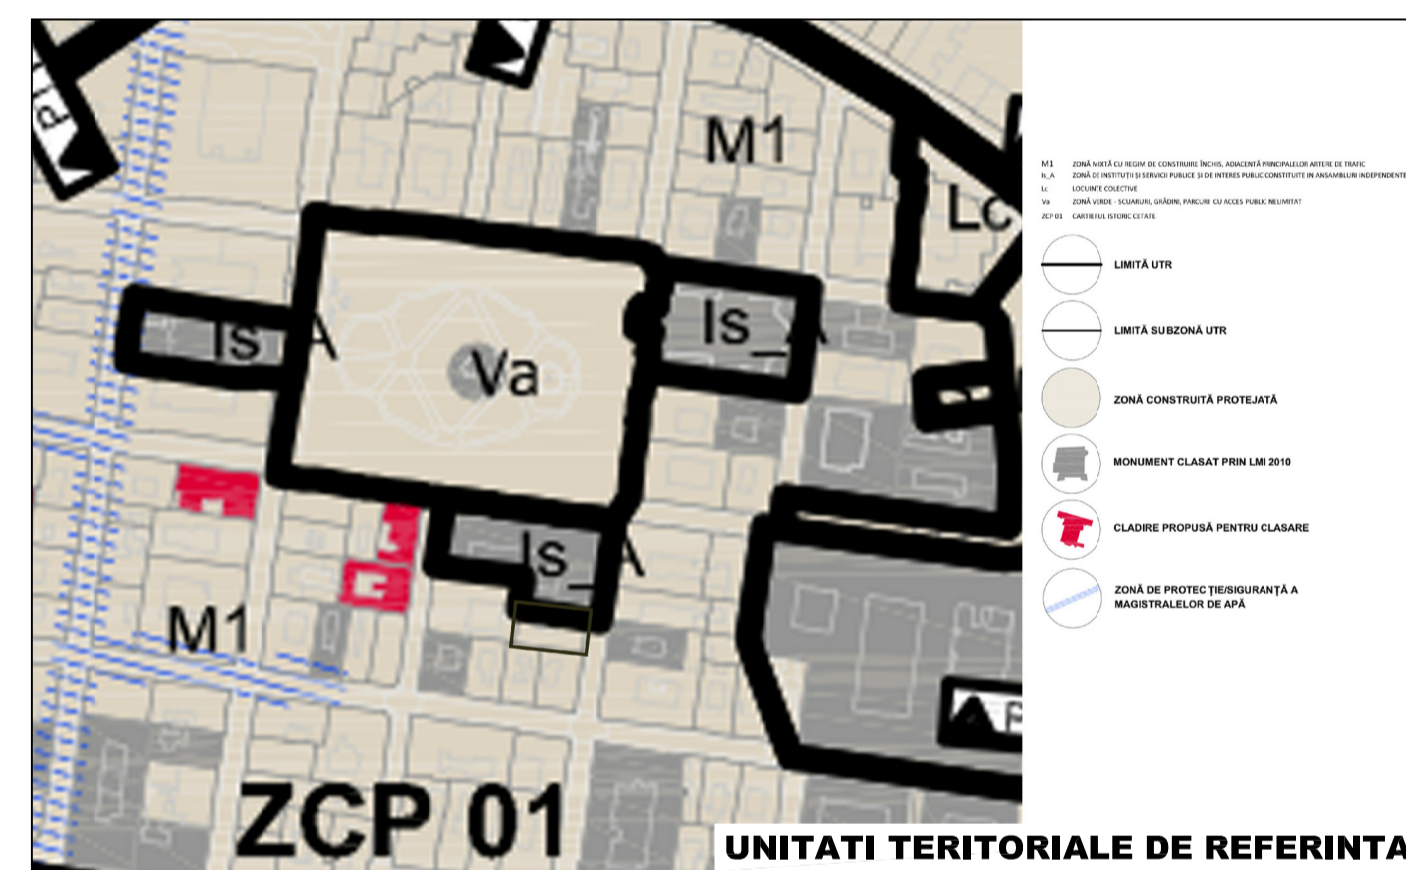 P
M1
Lc
Is_A
Is_A
Va
Is_A
M1
P
ZCP 01
M1 ZONĂ MIXTĂ CU REGIM DE CONSTRUIRE ÎNCHIS, ADIACENTĂ PRINCIPALELOR ARTERE DE TRAFIC
Is_A ZONĂ DE INSTITUȚII ȘI SERVICII PUBLICE ȘI DE INTERES PUBLIC CONSTITUITE IN ANSAMBLURI INDEPENDENTE
Lc LOCUINTE COLECTIVE
Va ZONĂ VERDE - SCUARURI, GRĂDINI, PARCURI CU ACCES PUBLIC NELIMITAT
ZCP 01 CARTIERUL ISTORIC CETATE
LIMITĂ UTR
LIMITĂ SUBZONĂ UTR
ZONĂ CONSTRUITĂ PROTEJATĂ
MONUMENT CLASAT PRIN LMI 2010
CLADIRE PROPUSĂ PENTRU CLASARE
ZONĂ DE PROTECȚIE/SIGURANȚĂ A
MAGISTRALELOR DE APĂ
UNITATI TERITORIALE DE REFERINTA